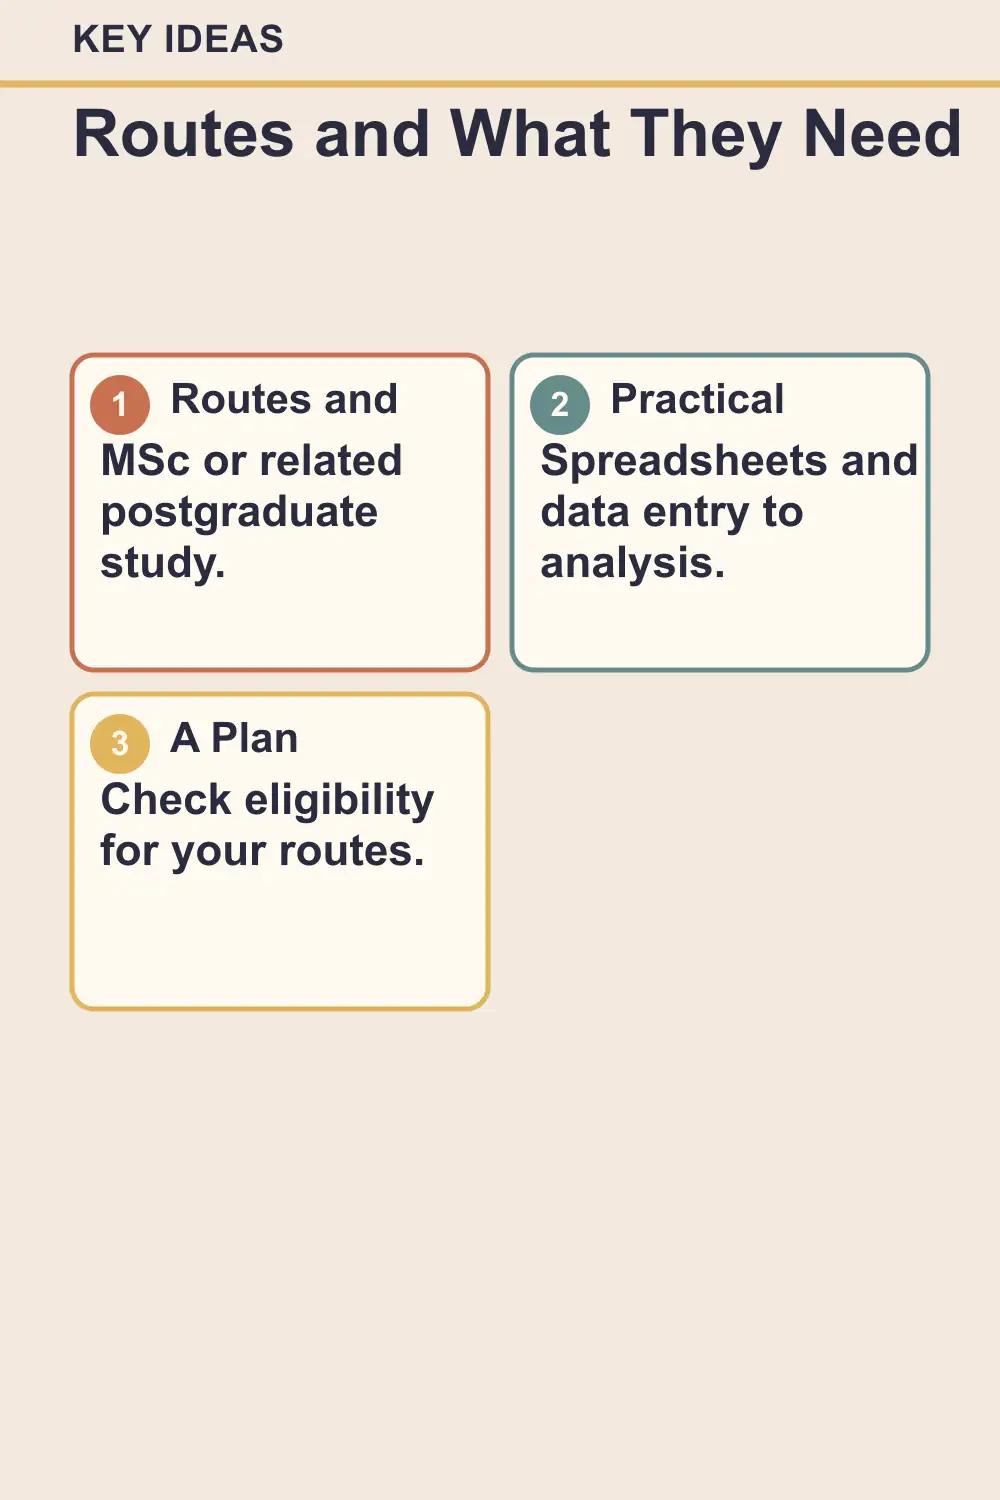 KEY IDEAS
Routes and What They Need
1 Routes and
MSc or related
postgraduate
study.
2 Practical
Spreadsheets and
data entry to
analysis.
3 A Plan
Check eligibility
for your routes.